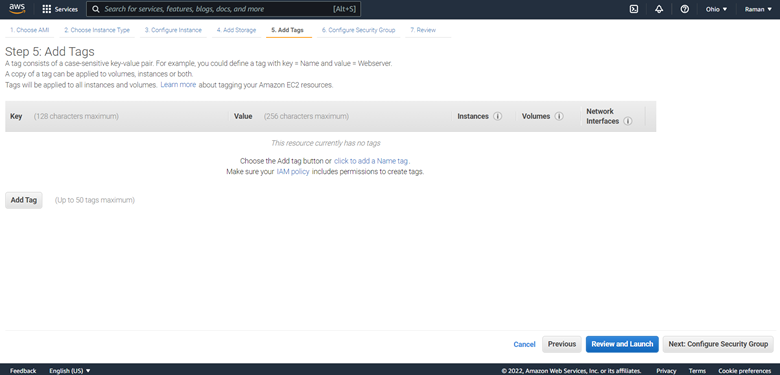 aws Services Search for services, features, blogs, docs, and more [Alt+S] Ohio Raman
1. Choose AMI 2. Choose Instance Type 3. Configure Instance 4. Add Storage 5. Add Tags 6. Configure Security Group 7. Review
Step 5: Add Tags
A tag consists of a case-sensitive key-value pair. For example, you could define a tag with key = Name and value = Webserver.
A copy of a tag can be applied to volumes, instances or both.
Tags will be applied to all instances and volumes. Learn more about tagging your Amazon EC2 resources.
Key (128 characters maximum) Value (256 characters maximum) Instances Volumes Network Interfaces
This resource currently has no tags
Choose the Add tag button or click to add a Name tag.
Make sure your IAM policy includes permissions to create tags.
Add Tag (Up to 50 tags maximum)
Cancel Previous Review and Launch Next: Configure Security Group
Feedback English (US) © 2022, Amazon Web Services, Inc. or its affiliates. Privacy Terms Cookie preferences